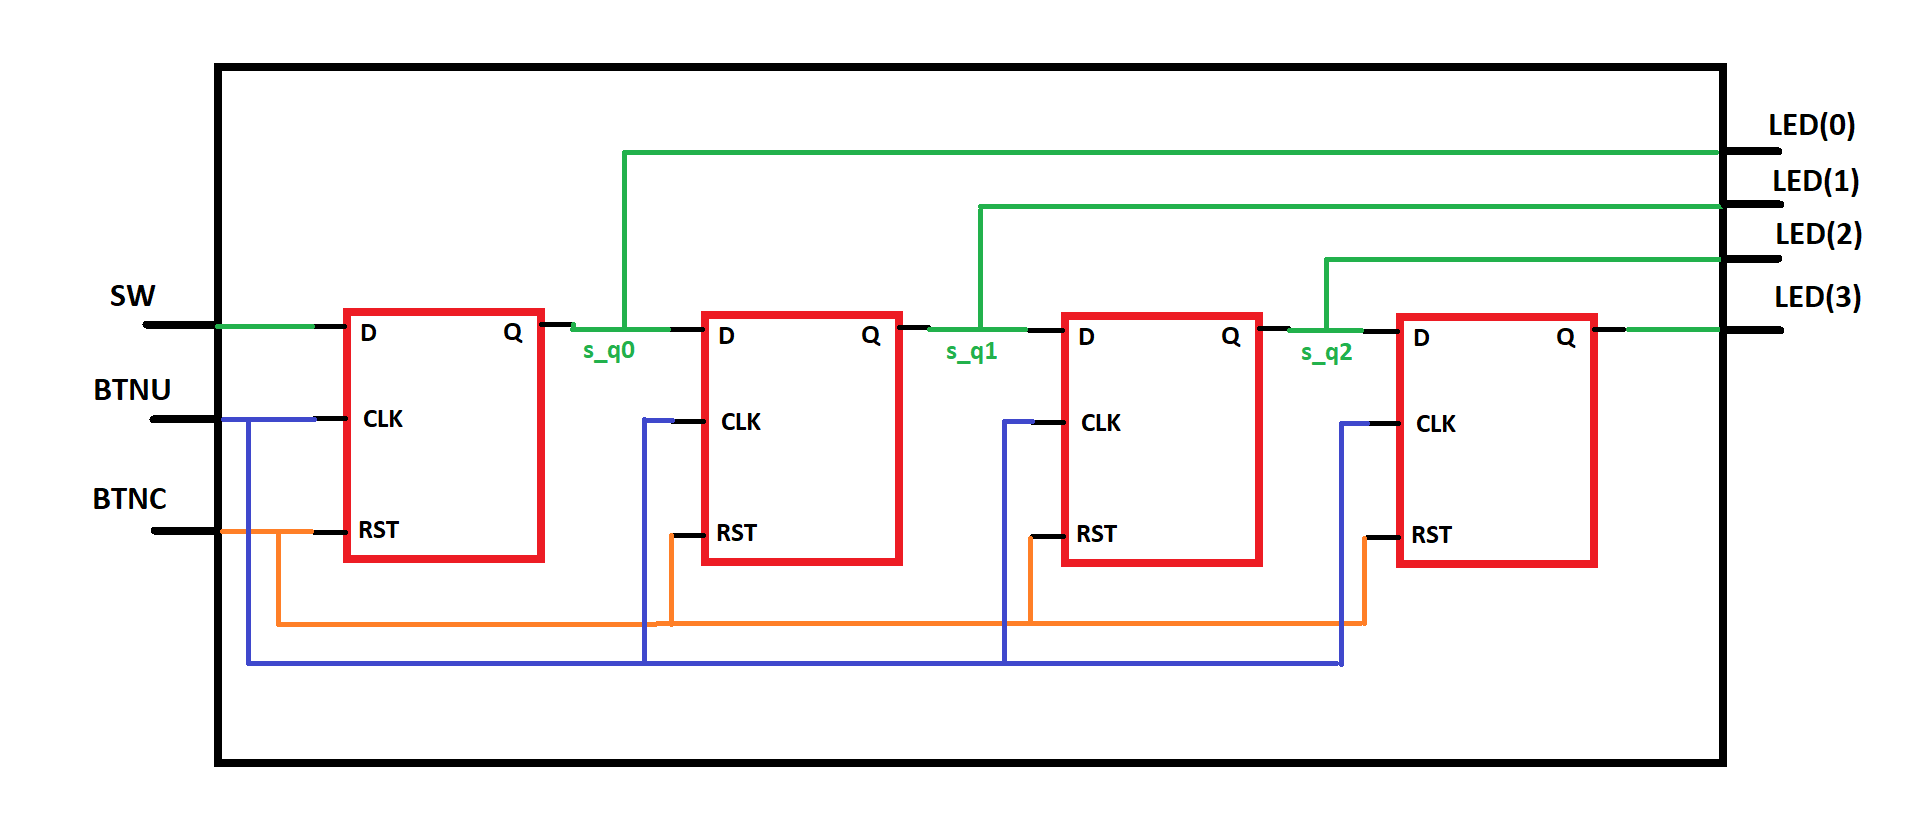 LED(0)
LED(1)
LED(2)
LED(3)
SW
BTNU
BTNC
D
Q
CLK
RST
s_q0
D
Q
CLK
RST
s_q1
D
Q
CLK
RST
s_q2
D
Q
CLK
RST